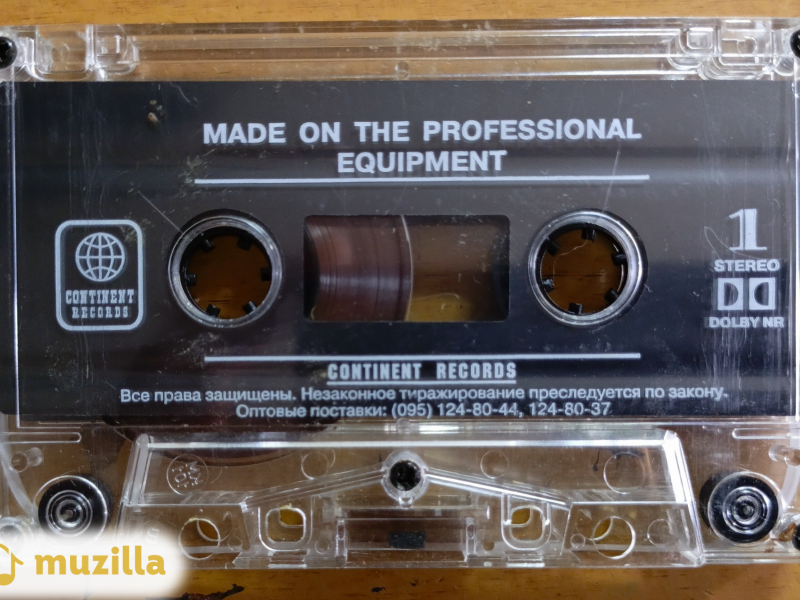 MADE ON THE PROFESSIONAL
EQUIPMENT
CONTINENT
RECORDS
1
STEREO
DOLBY NR
CONTINENT RECORDS
Все права защищены. Незаконное тиражирование преследуется по закону.
Оптовые поставки: (095) 124-80-44, 124-80-37
muzilla